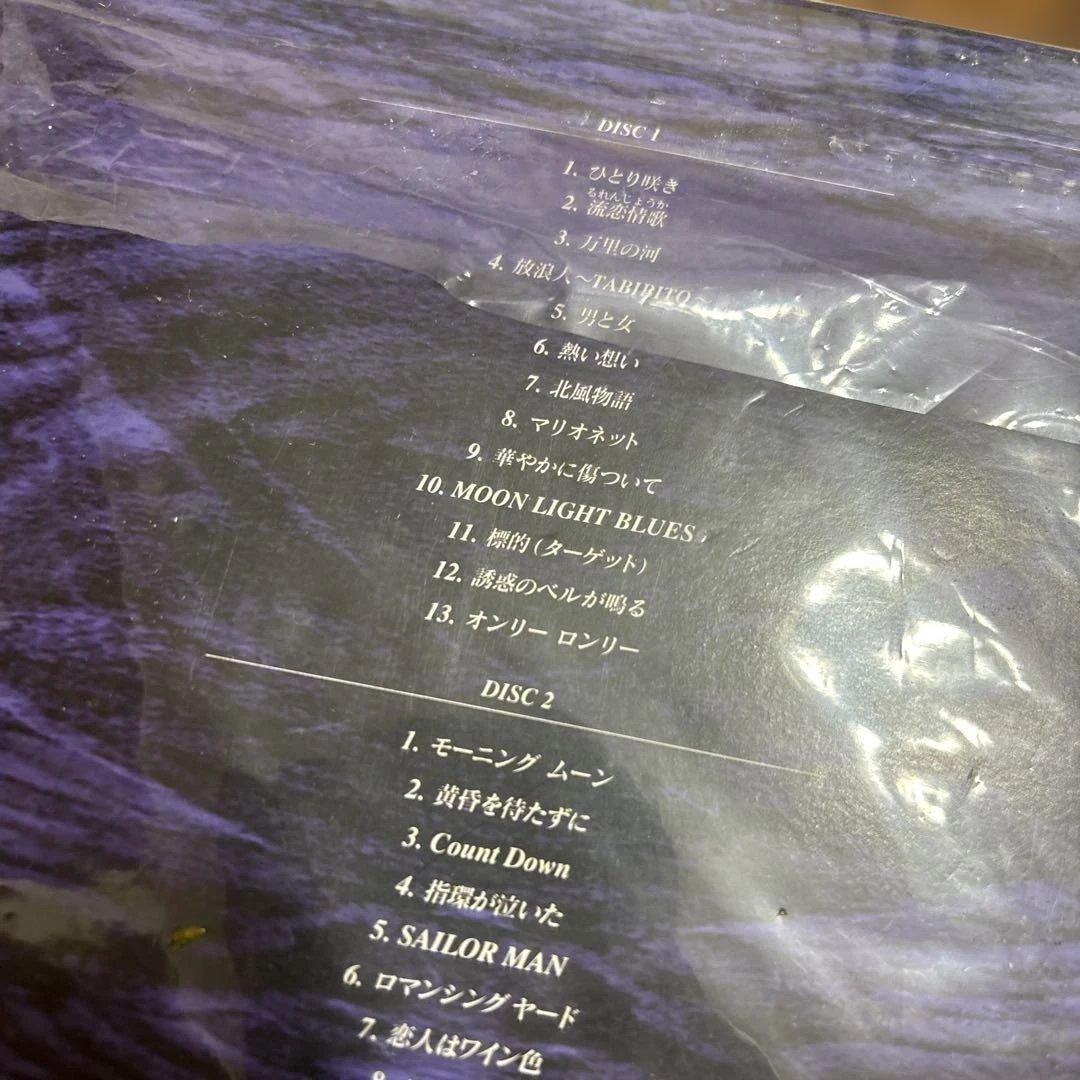 DISC 1
1. ひとり咲き
るれんじょうか
2. 流恋情歌
3. 万里の河
4. 放浪人～TABIBITO～
5. 男と女
6. 熱い想い
7. 北風物語
8. マリオネット
9. 華やかに傷ついて
10. MOON LIGHT BLUES
11. 標的(ターゲット)
12. 誘惑のベルが鳴る
13. オンリー ロンリー
DISC 2
1. モーニング ムーン
2. 黄昏を待たずに
3. Count Down
4. 指環が泣いた
5. SAILOR MAN
6. ロマンシング ヤード
7. 恋人はワイン色
8.